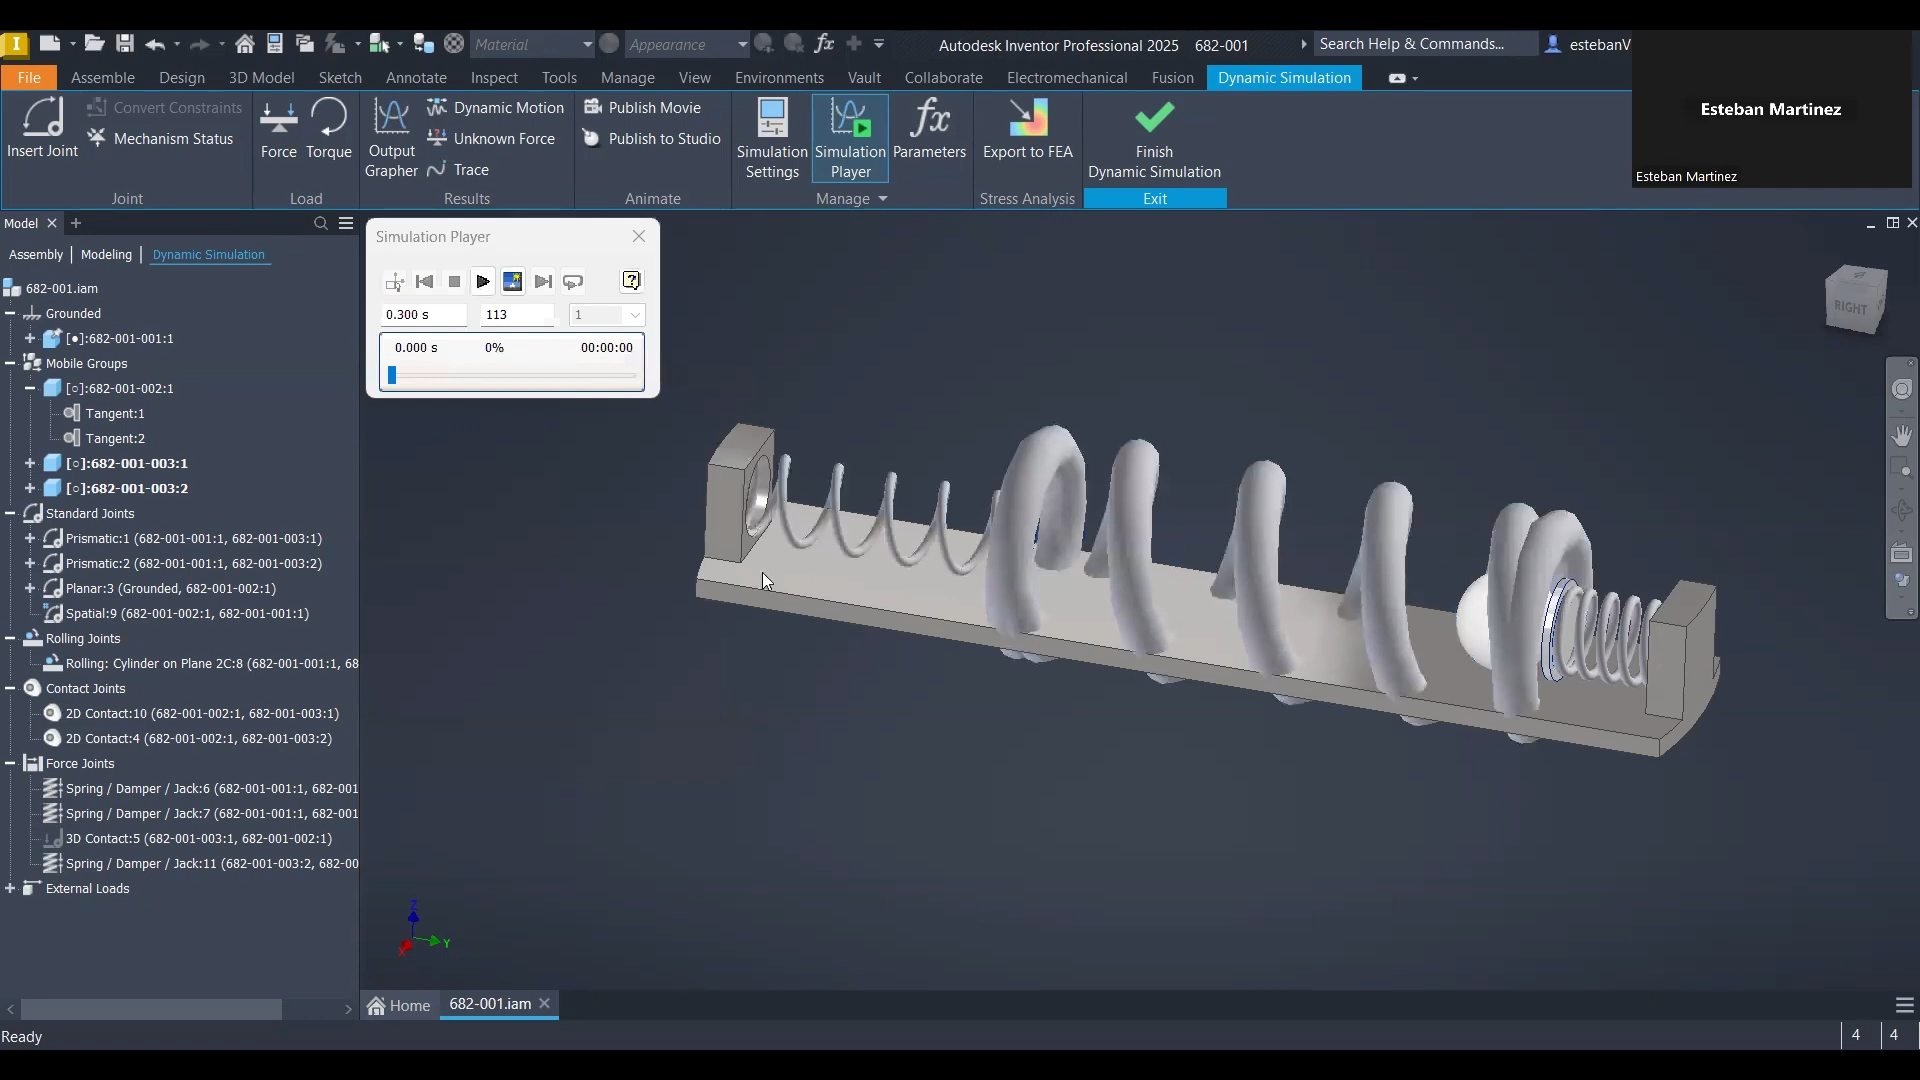 I Material Appearance fx Autodesk Inventor Professional 2025 682-001 Search Help & Commands... estebanV
File Assemble Design 3D Model Sketch Annotate Inspect Tools Manage View Environments Vault Collaborate Electromechanical Fusion Dynamic Simulation
Insert Joint
Convert Constraints
Mechanism Status
Joint
Force
Torque
Load
Output
Grapher
Dynamic Motion
Unknown Force
Trace
Results
Publish Movie
Publish to Studio
Animate
Simulation
Settings
Simulation
Player
fx
Parameters
Manage
Export to FEA
Stress Analysis
Finish
Dynamic Simulation
Exit
Esteban Martinez
Esteban Martinez
Model
Assembly Modeling Dynamic Simulation
682-001.iam
Grounded
[●]:682-001-001:1
Mobile Groups
[○]:682-001-002:1
Tangent:1
Tangent:2
[○]:682-001-003:1
[○]:682-001-003:2
Standard Joints
Prismatic:1 (682-001-001:1, 682-001-003:1)
Prismatic:2 (682-001-001:1, 682-001-003:2)
Planar:3 (Grounded, 682-001-002:1)
Spatial:9 (682-001-002:1, 682-001-001:1)
Rolling Joints
Rolling: Cylinder on Plane 2C:8 (682-001-001:1, 68
Contact Joints
2D Contact:10 (682-001-002:1, 682-001-003:1)
2D Contact:4 (682-001-002:1, 682-001-003:2)
Force Joints
Spring / Damper / Jack:6 (682-001-001:1, 682-001
Spring / Damper / Jack:7 (682-001-001:1, 682-001
3D Contact:5 (682-001-003:1, 682-001-002:1)
Spring / Damper / Jack:11 (682-001-003:2, 682-00
External Loads
Simulation Player
?
0.300 s 113 1
0.000 s 0% 00:00:00
RIGHT
Z
Y
X
Home 682-001.iam
Ready 4 4